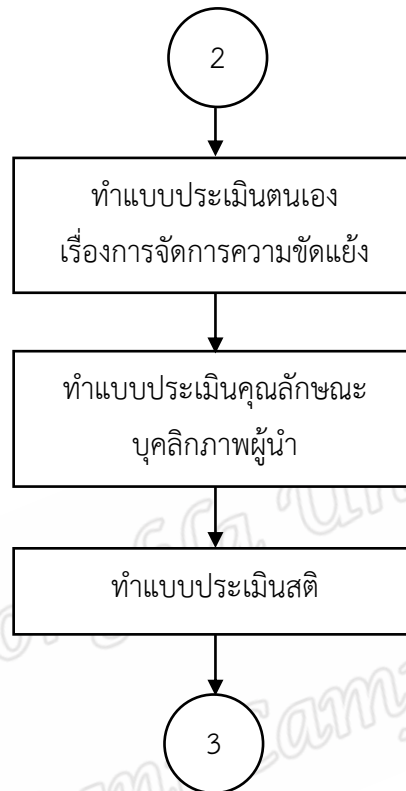 2
ทำแบบประเมินตนเอง
เรื่องการจัดการความขัดแย้ง
ทำแบบประเมินคุณลักษณะ
บุคลิกภาพผู้นำ
ทำแบบประเมินสติ
3